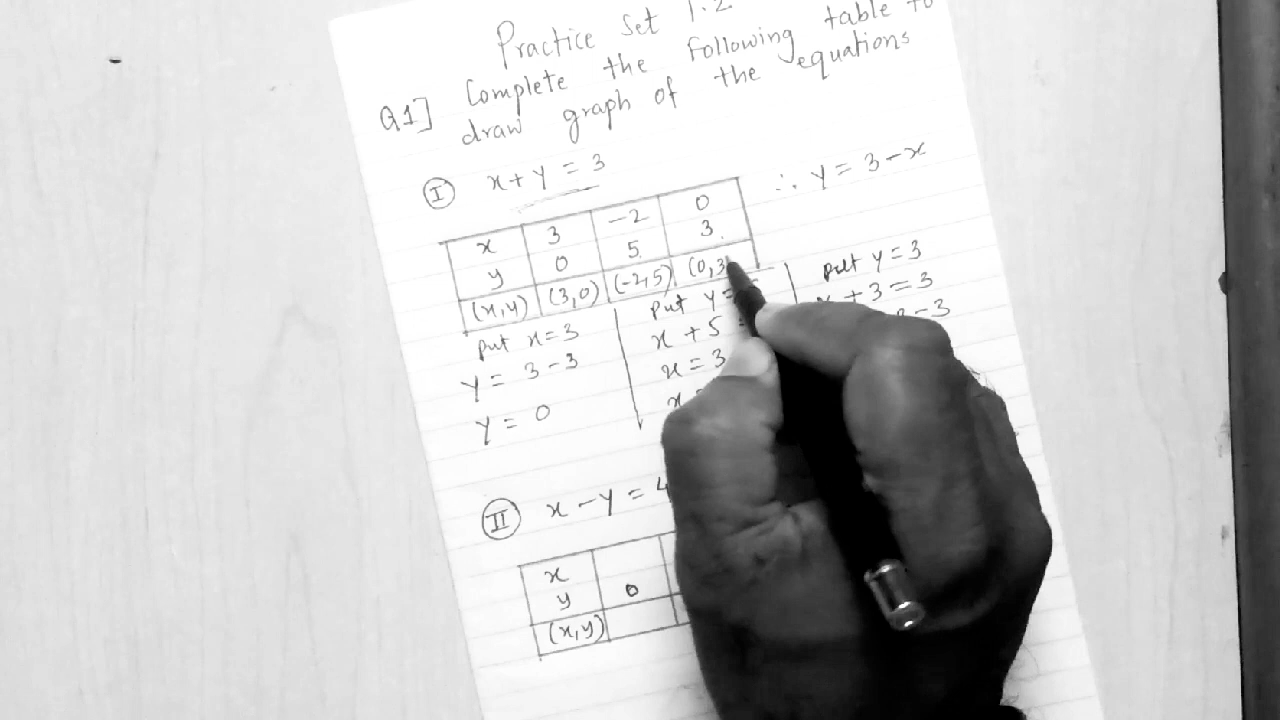 Practice Set 1.2
Q1] Complete the following table to
draw graph of the equations
I x+y = 3
∴ y = 3-x
x 3 -2 0
y 0 5 3
(x,y) (3,0) (-2,5) (0,3
put x=3
y = 3-3
y = 0
put y=
x + 5
x = 3
x
put y=3
x+3=3
-3
II x-y = 4
x
y 0
(x,y)